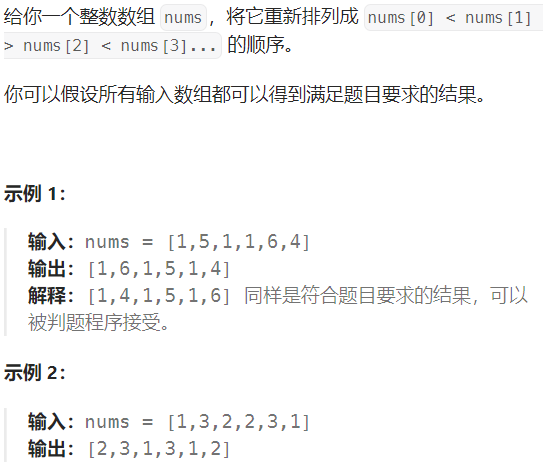 给你一个整数数组 nums，将它重新排列成 nums[0] < nums[1]
> nums[2] < nums[3]... 的顺序。
你可以假设所有输入数组都可以得到满足题目要求的结果。
示例 1：
输入：nums = [1,5,1,1,6,4]
输出：[1,6,1,5,1,4]
解释：[1,4,1,5,1,6] 同样是符合题目要求的结果，可以
被判题程序接受。
示例 2：
输入：nums = [1,3,2,2,3,1]
输出：[2,3,1,3,1,2]